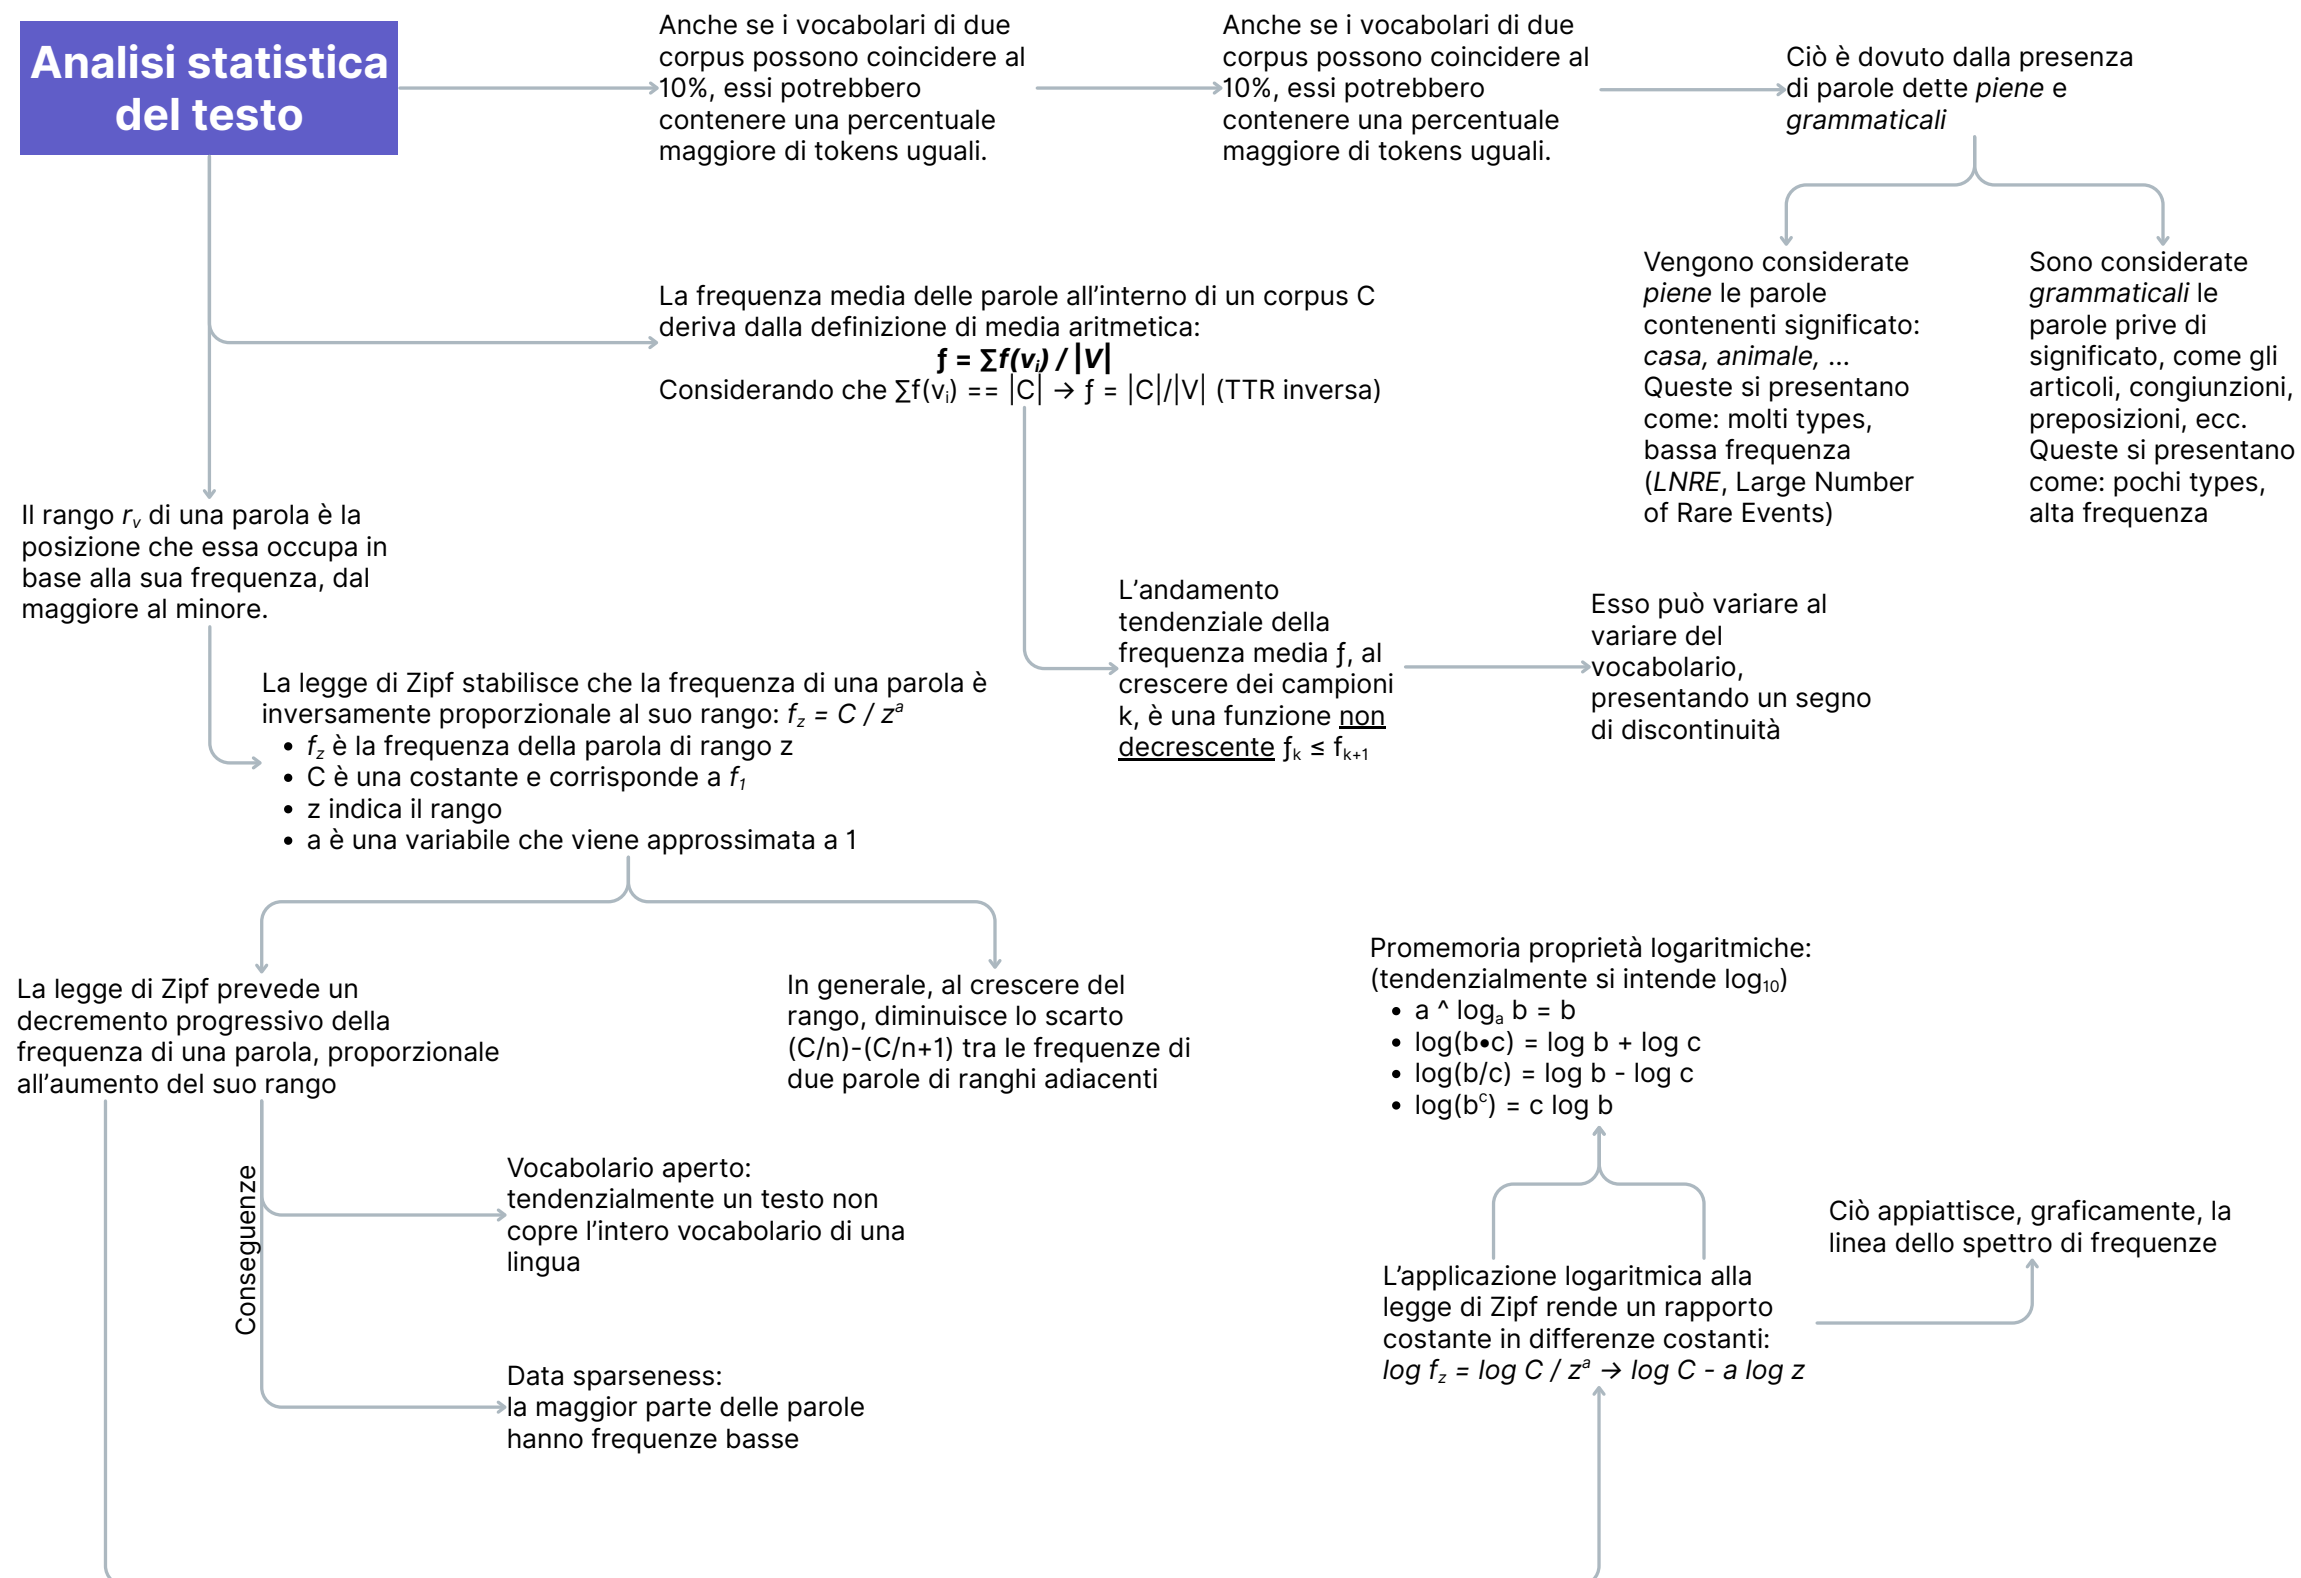 Analisi statistica
del testo
Anche se i vocabolari di due
corpus possono coincidere al
10%, essi potrebbero
contenere una percentuale
maggiore di tokens uguali.
Anche se i vocabolari di due
corpus possono coincidere al
10%, essi potrebbero
contenere una percentuale
maggiore di tokens uguali.
Ciò è dovuto dalla presenza
di parole dette piene e
grammaticali
Vengono considerate
piene le parole
contenenti significato:
casa, animale, ...
Queste si presentano
come: molti types,
bassa frequenza
(LNRE, Large Number
of Rare Events)
Sono considerate
grammaticali le
parole prive di
significato, come gli
articoli, congiunzioni,
preposizioni, ecc.
Queste si presentano
come: pochi types,
alta frequenza
La frequenza media delle parole all’interno di un corpus C
deriva dalla definizione di media aritmetica:
ƒ = ∑f(vᵢ) / |V|
Considerando che ∑f(vᵢ) == |C| → ƒ = |C|/|V| (TTR inversa)
Il rango rᵥ di una parola è la
posizione che essa occupa in
base alla sua frequenza, dal
maggiore al minore.
L’andamento
tendenziale della
frequenza media ƒ, al
crescere dei campioni
k, è una funzione non
decrescente ƒₖ ≤ fₖ₊₁
Esso può variare al
variare del
vocabolario,
presentando un segno
di discontinuità
La legge di Zipf stabilisce che la frequenza di una parola è
inversamente proporzionale al suo rango: f_z = C / zᵃ
• f_z è la frequenza della parola di rango z
• C è una costante e corrisponde a f₁
• z indica il rango
• a è una variabile che viene approssimata a 1
La legge di Zipf prevede un
decremento progressivo della
frequenza di una parola, proporzionale
all’aumento del suo rango
In generale, al crescere del
rango, diminuisce lo scarto
(C/n)-(C/n+1) tra le frequenze di
due parole di ranghi adiacenti
Promemoria proprietà logaritmiche:
(tendenzialmente si intende log₁₀)
• a ^ logₐ b = b
• log(b•c) = log b + log c
• log(b/c) = log b - log c
• log(bᶜ) = c log b
Conseguenze
Vocabolario aperto:
tendenzialmente un testo non
copre l’intero vocabolario di una
lingua
Data sparseness:
la maggior parte delle parole
hanno frequenze basse
L’applicazione logaritmica alla
legge di Zipf rende un rapporto
costante in differenze costanti:
log f_z = log C / zᵃ → log C - a log z
Ciò appiattisce, graficamente, la
linea dello spettro di frequenze